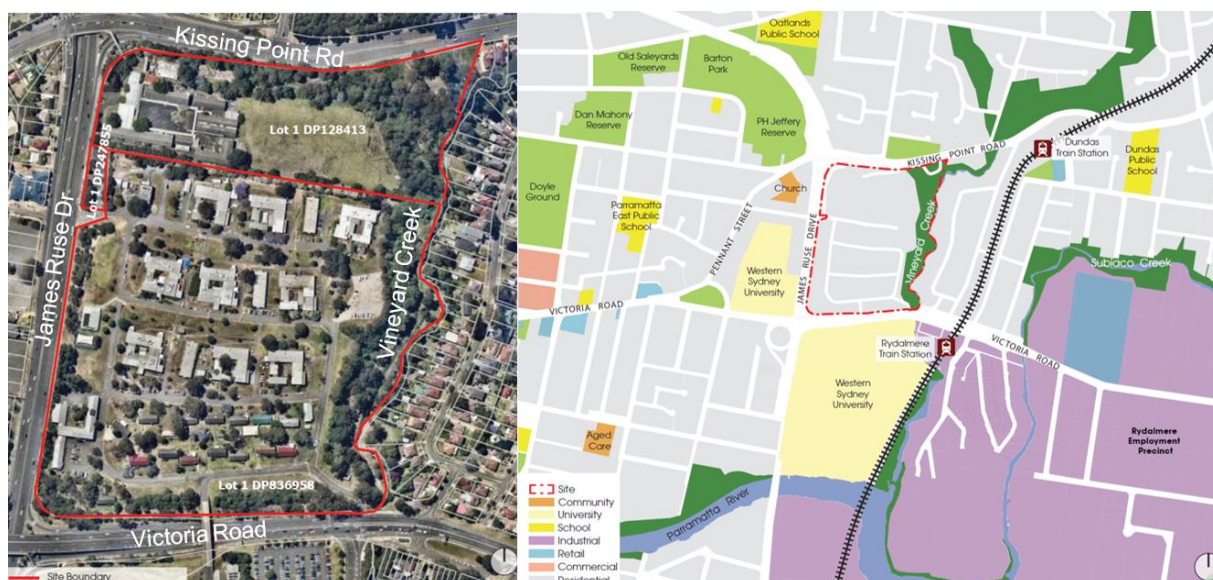 Kissing Point Rd
Lot 1 DP128413
Lot 1 DP247855
James Ruse Dr
Vineyard Creek
Lot 1 DP836958
Victoria Road
Site Boundary
Oatlands
Public School
Old Saleyards
Reserve
Barton
Park
Dan Mahony
Reserve
PH Jeffery
Reserve
KISSING POINT ROAD
Dundas
Train Station
Dundas
Public
School
Doyle
Ground
Church
Parramatta
East Public
School
PENNANT STREET
JAMES RUSE DRIVE
Vineyard Creek
Western
Sydney
University
Subiaco Creek
VICTORIA ROAD
Rydalmere
Train Station
VICTORIA ROAD
Western
Sydney
University
Rydalmere
Employment
Precinct
Aged
Care
Parramatta River
Site
Community
University
School
Industrial
Retail
Commercial
Residential